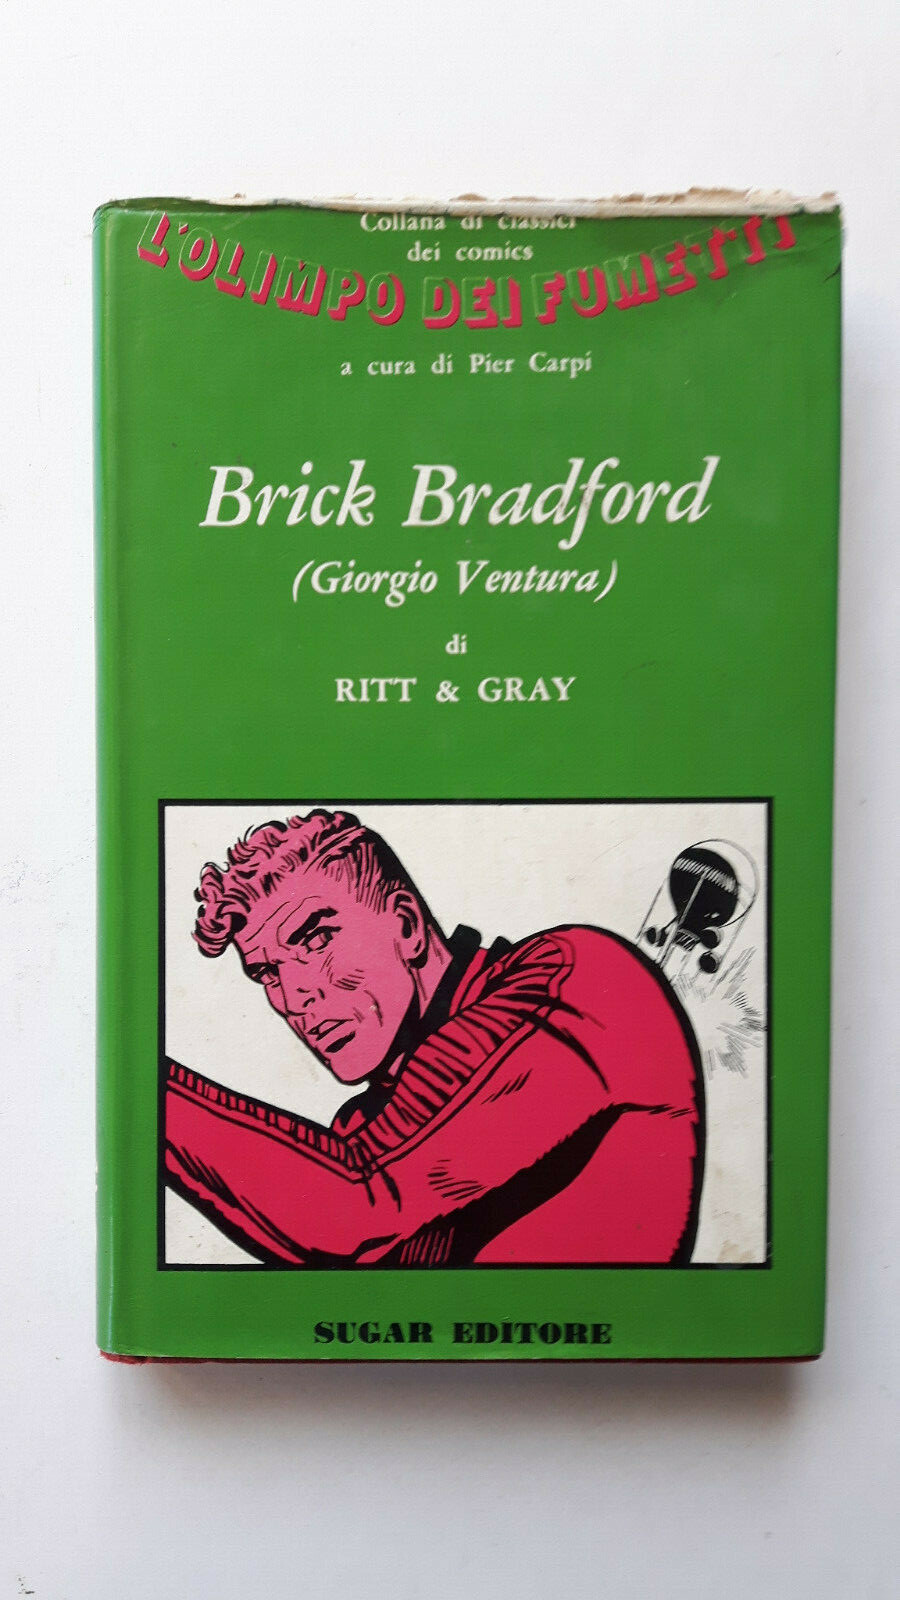 Collana di classici
dei comics
L'OLIMPO DEI FUMETTI
a cura di Pier Carpi
Brick Bradford
(Giorgio Ventura)
di
RITT & GRAY
SUGAR EDITORE